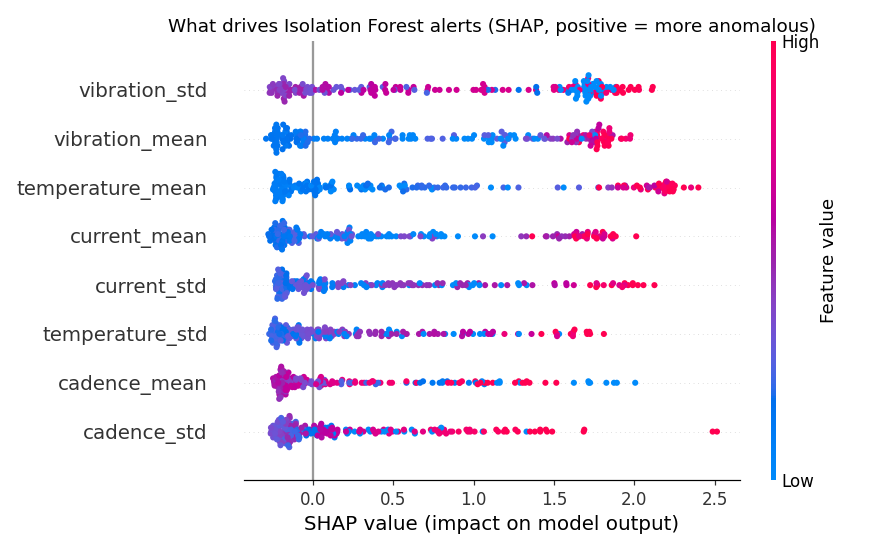 What drives Isolation Forest alerts (SHAP, positive = more anomalous)
High
vibration_std
vibration_mean
temperature_mean
current_mean
current_std
temperature_std
cadence_mean
cadence_std
Feature value
Low
0.0 0.5 1.0 1.5 2.0 2.5
SHAP value (impact on model output)